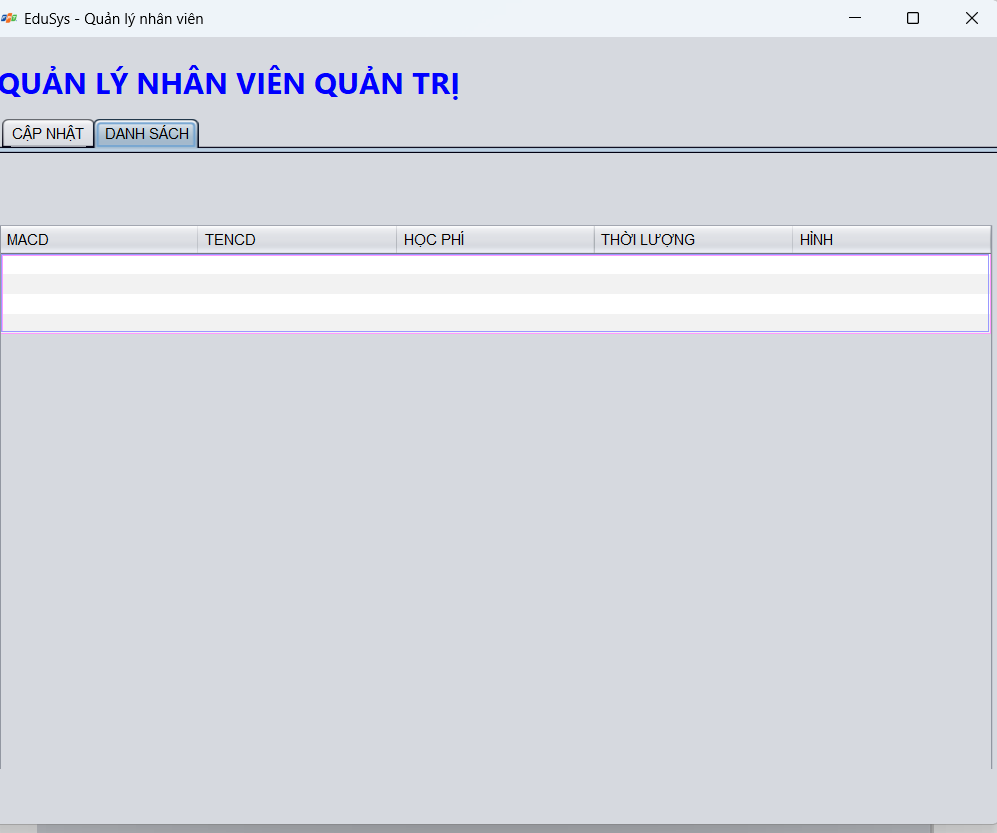 EduSys - Quản lý nhân viên
QUẢN LÝ NHÂN VIÊN QUẢN TRỊ
CẬP NHẬT DANH SÁCH
MACD TENCD HỌC PHÍ THỜI LƯỢNG HÌNH